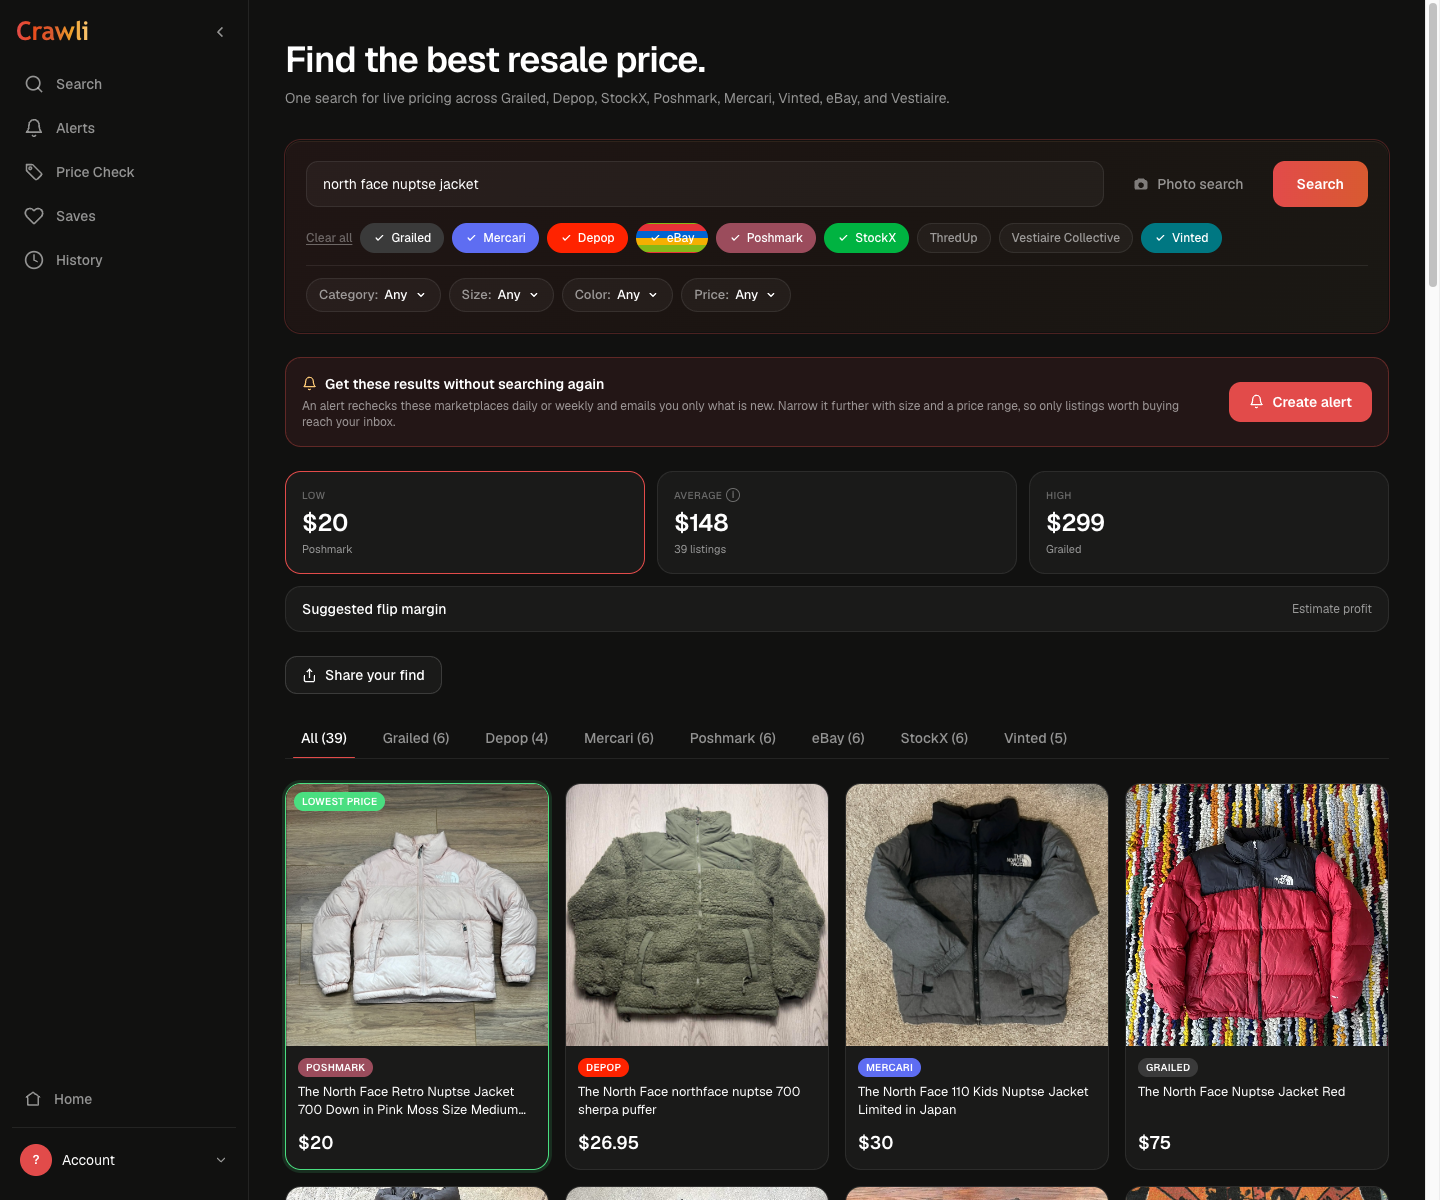 Crawli
Search
Alerts
Price Check
Saves
History
Home
?
Account
Find the best resale price.
One search for live pricing across Grailed, Depop, StockX, Poshmark, Mercari, Vinted, eBay, and Vestiaire.
north face nuptse jacket
Photo search
Search
Clear all
Grailed
Mercari
Depop
eBay
Poshmark
StockX
ThredUp
Vestiaire Collective
Vinted
Category: Any
Size: Any
Color: Any
Price: Any
Get these results without searching again
An alert rechecks these marketplaces daily or weekly and emails you only what is new. Narrow it further with size and a price range, so only listings worth buying
reach your inbox.
Create alert
LOW
$20
Poshmark
AVERAGE
$148
39 listings
HIGH
$299
Grailed
Suggested flip margin
Estimate profit
Share your find
All (39)
Grailed (6)
Depop (4)
Mercari (6)
Poshmark (6)
eBay (6)
StockX (6)
Vinted (5)
LOWEST PRICE
POSHMARK
The North Face Retro Nuptse Jacket
700 Down in Pink Moss Size Medium...
$20
DEPOP
The North Face northface nuptse 700
sherpa puffer
$26.95
THE
NORTH
FACE
MERCARI
The North Face 110 Kids Nuptse Jacket
Limited in Japan
$30
GRAILED
The North Face Nuptse Jacket Red
$75